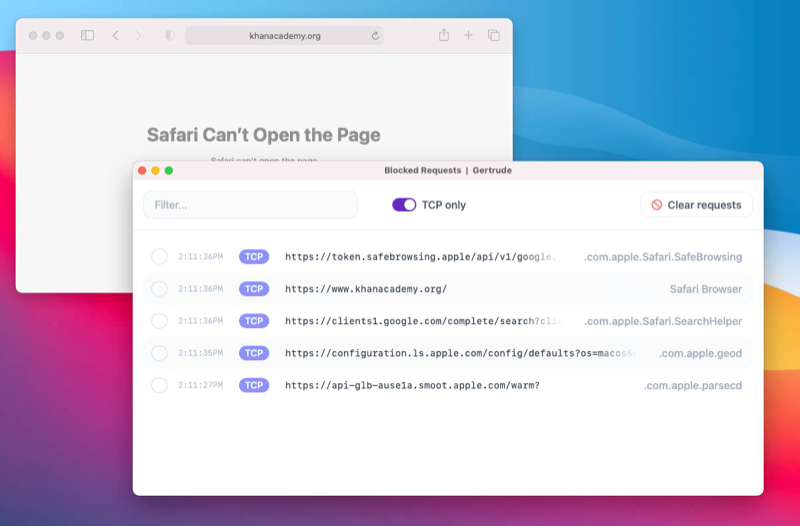 khanacademy.org
Safari Can't Open the Page
Safari can't open the page
Blocked Requests | Gertrude
Filter...
TCP only
Clear requests
2:11:36PM TCP https://token.safebrowsing.apple/api/v1/google. .com.apple.Safari.SafeBrowsing
2:11:36PM TCP https://www.khanacademy.org/ Safari Browser
2:11:36PM TCP https://clients1.google.com/complete/search?clie .com.apple.Safari.SearchHelper
2:11:35PM TCP https://configuration.ls.apple.com/config/defaults?os=macos& .com.apple.geod
2:11:27PM TCP https://api-glb-ause1a.smoot.apple.com/warm? .com.apple.parsecd